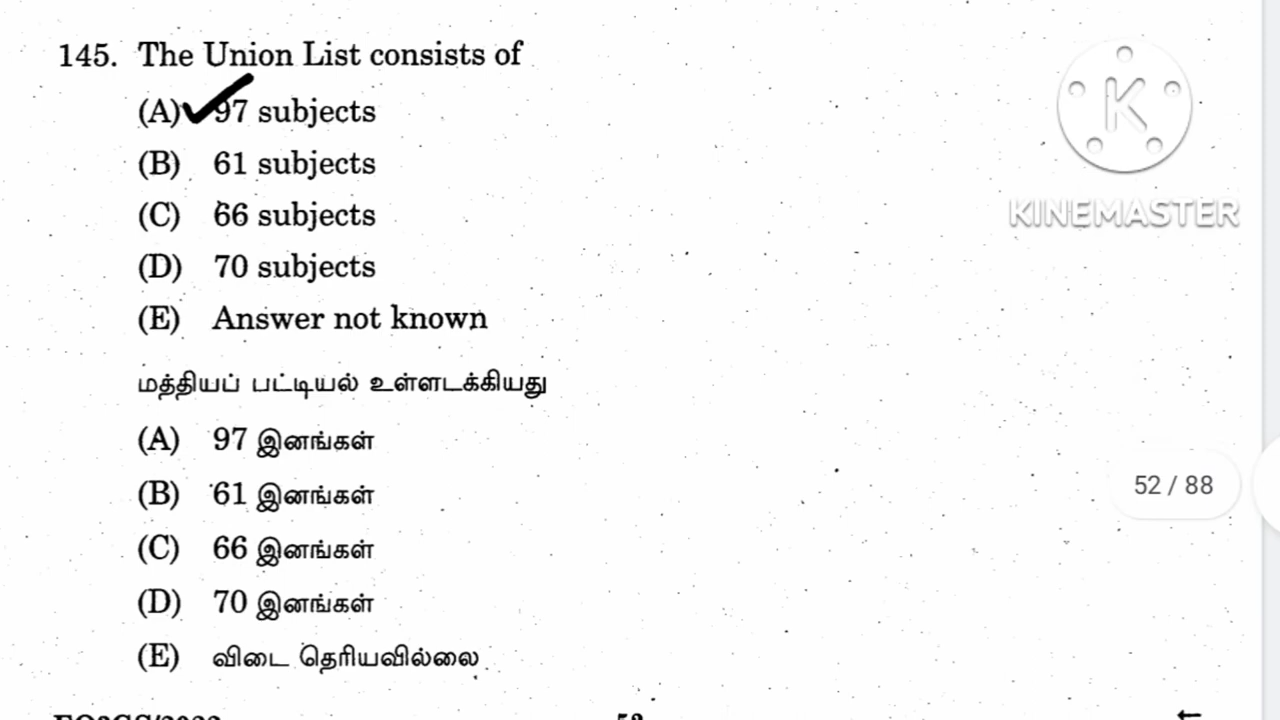 145. The Union List consists of
(A) 97 subjects
(B) 61 subjects
(C) 66 subjects
(D) 70 subjects
(E) Answer not known
மத்தியப் பட்டியல் உள்ளடக்கியது
(A) 97 இனங்கள்
(B) 61 இனங்கள்
(C) 66 இனங்கள்
(D) 70 இனங்கள்
(E) விடை தெரியவில்லை
K
KINEMASTER
52 / 88